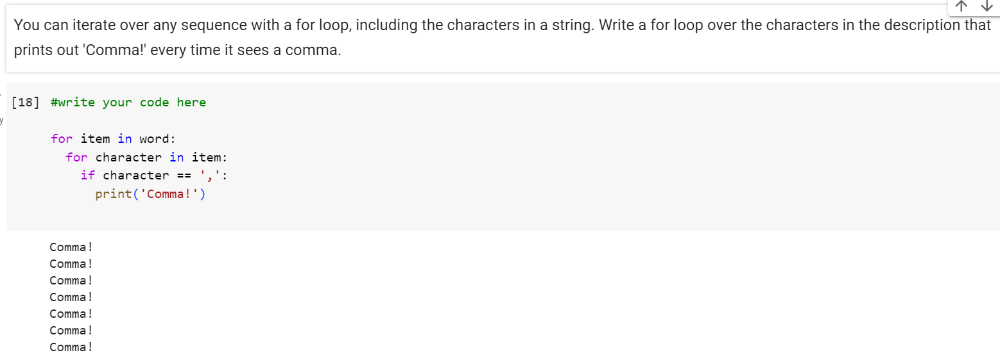 You can iterate over any sequence with a for loop, including the characters in a string. Write a for loop over the characters in the description that
prints out 'Comma!' every time it sees a comma.
[18] #write your code here
y
for item in word:
for character in item:
if character == ',':
print('Comma!')
Comma!
Comma!
Comma!
Comma!
Comma!
Comma!
Comma!